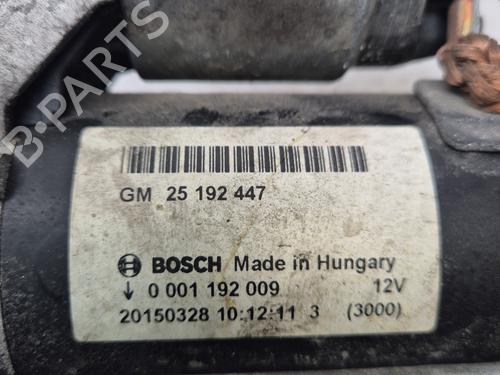 B-PARTS
GM 25 192 447
BOSCH Made in Hungary
↓ 0 001 192 009 12V
20150328 10:12:11 3 (3000)